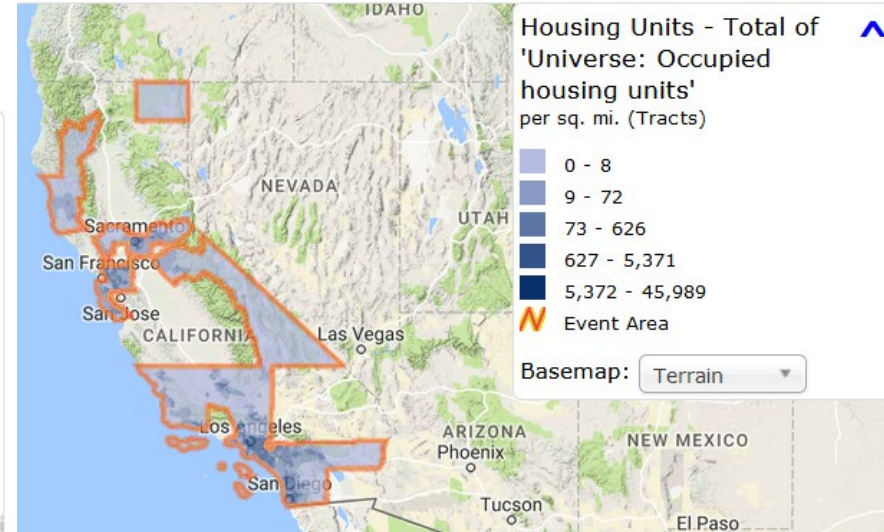 IDAHO
NEVADA
UTAH
Sacramento
San Francisco
San Jose
CALIFORNIA
Las Vegas
Los Angeles
ARIZONA
NEW MEXICO
Phoenix
San Diego
Tucson
El Paso
Housing Units - Total of
'Universe: Occupied
housing units'
per sq. mi. (Tracts)
0 - 8
9 - 72
73 - 626
627 - 5,371
5,372 - 45,989
Event Area
Basemap: Terrain